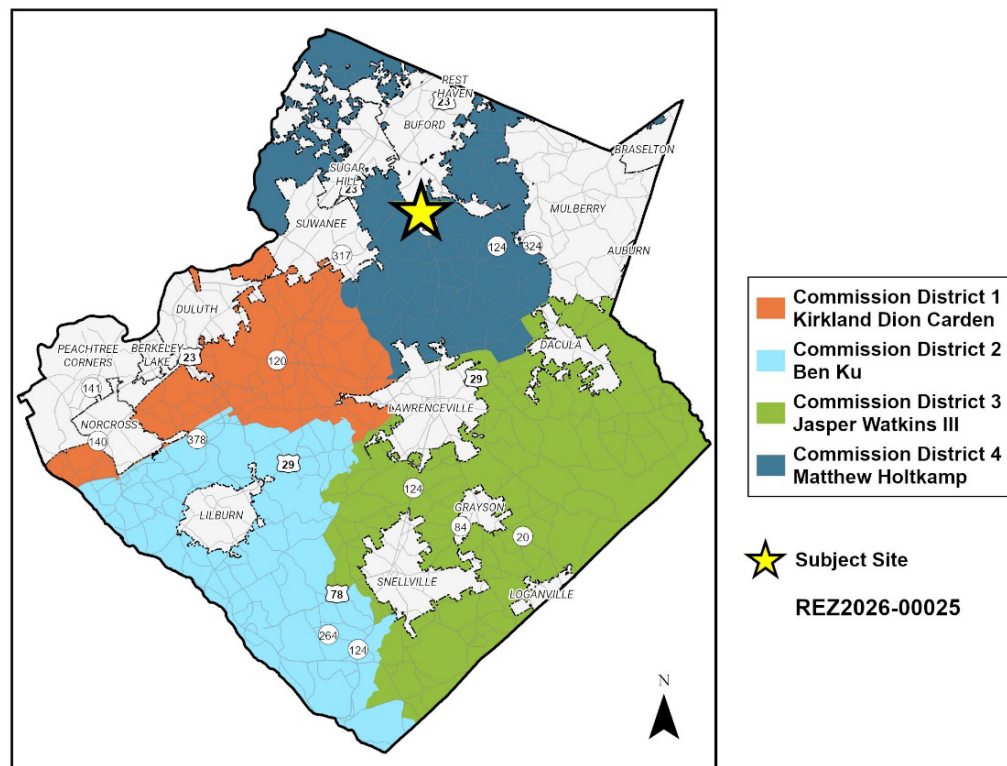 REST
HAVEN
23
BUFORD
BRASELTON
SUGAR
HILL
23
MULBERRY
SUWANEE
124
324
AUBURN
317
DULUTH
PEACHTREE
CORNERS
BERKELEY
LAKE
23
120
DACULA
141
29
LAWRENCEVILLE
NORCROSS
140
378
29
124
GRAYSON
84
20
LILBURN
SNELLVILLE
78
LOGANVILLE
264
124
N
Commission District 1
Kirkland Dion Carden
Commission District 2
Ben Ku
Commission District 3
Jasper Watkins III
Commission District 4
Matthew Holtkamp
Subject Site
REZ2026-00025